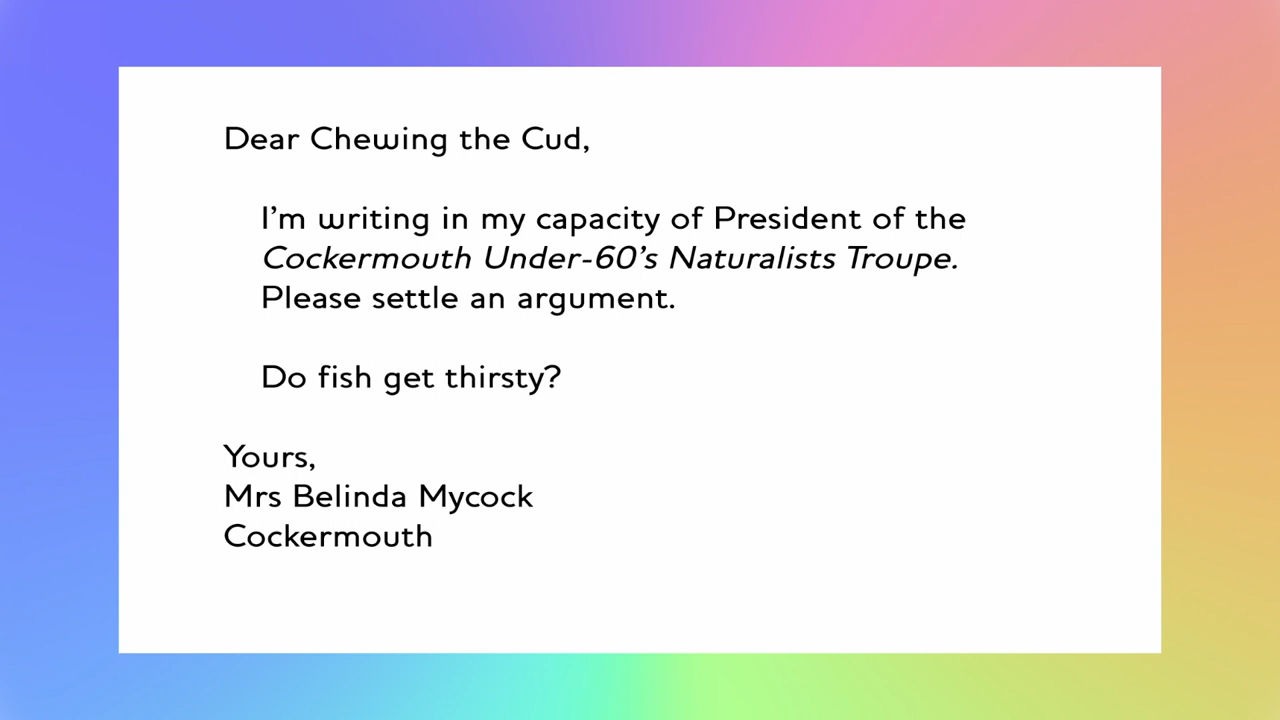 Dear Chewing the Cud,
I’m writing in my capacity of President of the
Cockermouth Under-60’s Naturalists Troupe.
Please settle an argument.
Do fish get thirsty?
Yours,
Mrs Belinda Mycock
Cockermouth